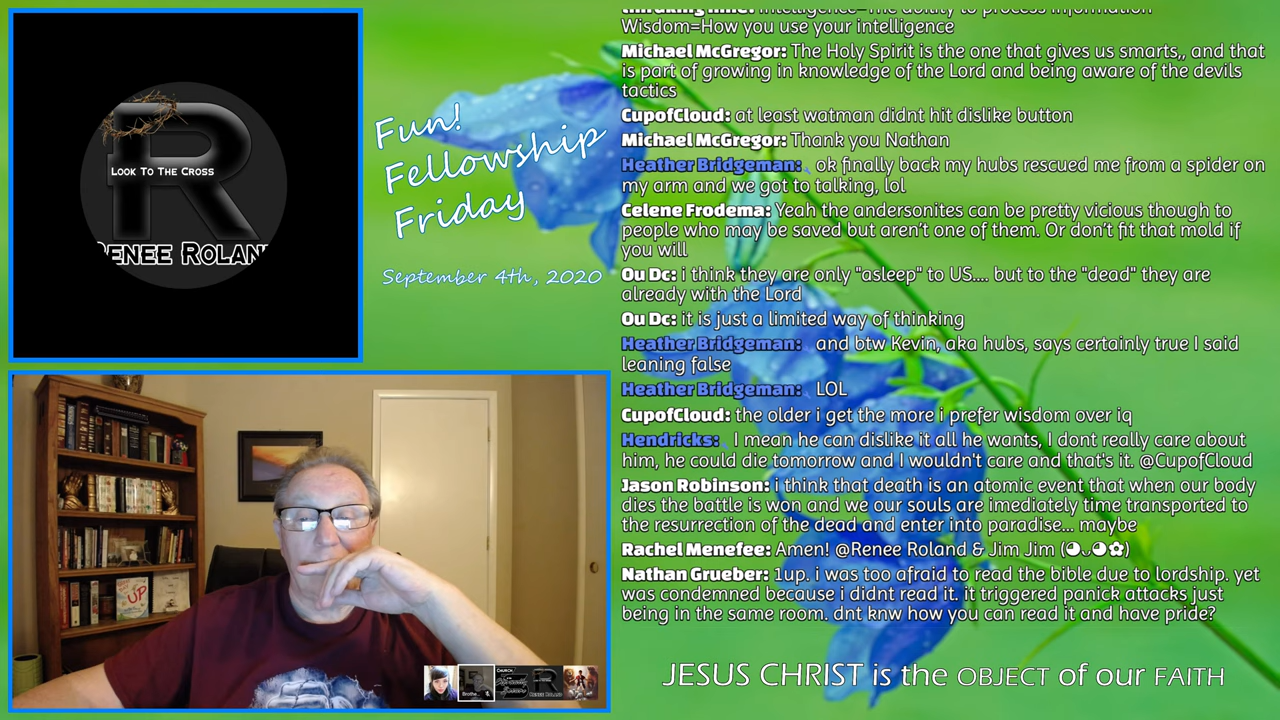 LOOK TO THE CROSS
RENEE ROLAN
Fun!
Fellowship
Friday
September 4th, 2020
Intelligence=The ability to process information
Wisdom=How you use your intelligence
Michael McGregor: The Holy Spirit is the one that gives us smarts,, and that
is part of growing in knowledge of the Lord and being aware of the devils
tactics
CupofCloud: at least watman didnt hit dislike button
Michael McGregor: Thank you Nathan
Heather Bridgeman: ok finally back my hubs rescued me from a spider on
my arm and we got to talking, lol
Celene Frodema: Yeah the andersonites can be pretty vicious though to
people who may be saved but aren't one of them. Or don't fit that mold if
you will
Ou Dc: i think they are only "asleep" to US.... but to the "dead" they are
already with the Lord
Ou Dc: it is just a limited way of thinking
Heather Bridgeman: and btw Kevin, aka hubs, says certainly true I said
leaning false
Heather Bridgeman: LOL
CupofCloud: the older i get the more i prefer wisdom over iq
Hendricks: I mean he can dislike it all he wants, I dont really care about
him, he could die tomorrow and I wouldn't care and that's it. @CupofCloud
Jason Robinson: i think that death is an atomic event that when our body
dies the battle is won and we our souls are imediately time transported to
the resurrection of the dead and enter into paradise... maybe
Rachel Menefee: Amen! @Renee Roland & Jim Jim (◕ᴗ◕✿)
Nathan Grueber: 1up. i was too afraid to read the bible due to lordship. yet
was condemned because i didnt read it. it triggered panick attacks just
being in the same room. dnt knw how you can read it and have pride?
UP
Brothe...
JESUS CHRIST is the OBJECT of our FAITH